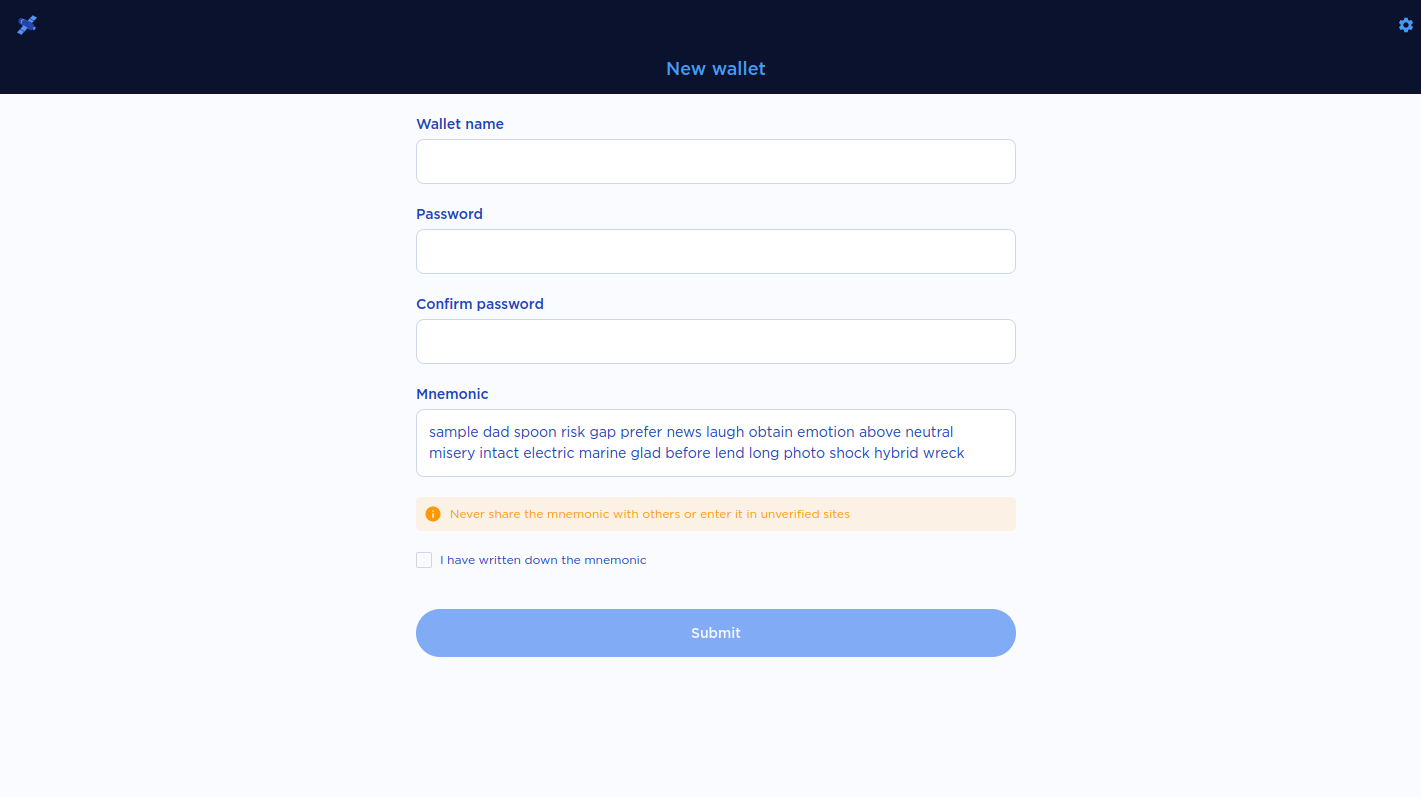 New wallet
Wallet name
Password
Confirm password
Mnemonic
sample dad spoon risk gap prefer news laugh obtain emotion above neutral
misery intact electric marine glad before lend long photo shock hybrid wreck
Never share the mnemonic with others or enter it in unverified sites
I have written down the mnemonic
Submit